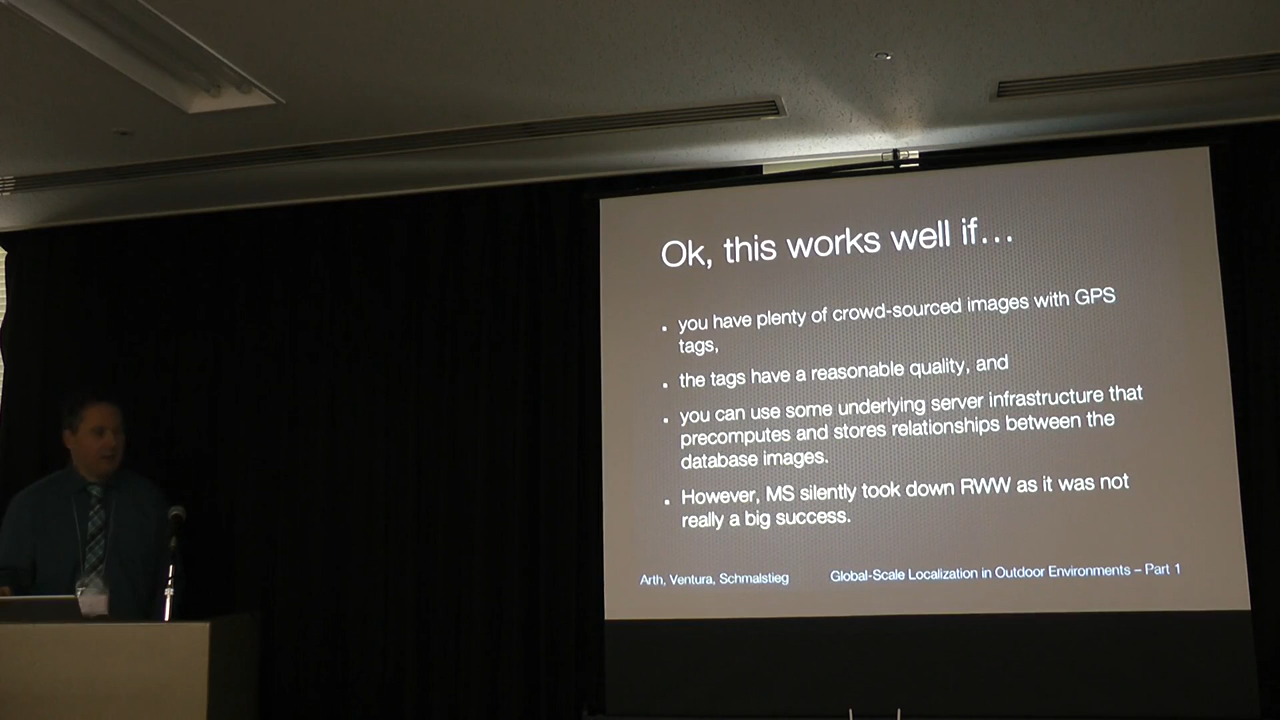 Ok, this works well if…
you have plenty of crowd-sourced images with GPS
tags,
the tags have a reasonable quality, and
you can use some underlying server infrastructure that
precomputes and stores relationships between the
database images.
However, MS silently took down RWW as it was not
really a big success.
Arth, Ventura, Schmalstieg
Global-Scale Localization in Outdoor Environments – Part 1